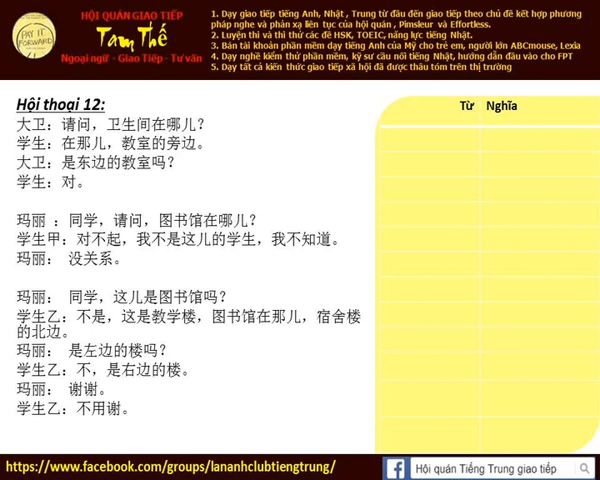 PAY IT
FORWARD
HỘI QUÁN GIAO TIẾP
Tam Thế
Ngoại ngữ - Giao Tiếp - Tư vấn
1. Dạy giao tiếp tiếng Anh, Nhật , Trung từ đầu đến giao tiếp theo chủ đề kết hợp phương
pháp nghe và phản xạ liên tục của hội quán , Pimsleur và Effortless.
2. Luyện thi và thi thử các đề HSK, TOEIC, năng lực tiếng Nhật.
3. Bán tài khoản phần mềm dạy tiếng Anh của Mỹ cho trẻ em, người lớn ABCmouse, Lexia
4. Dạy nghề kiểm thử phần mềm, kỹ sư cầu nối tiếng Nhật, hướng dẫn đầu vào cho FPT
5. Dạy tất cả kiến thức giao tiếp xã hội đã được thâu tóm trên thị trường
Hội thoại 12:
大卫：请问，卫生间在哪儿？
学生：在那儿，教室的旁边。
大卫：是东边的教室吗？
学生：对。
玛丽 ：同学，请问，图书馆在哪儿？
学生甲：对不起，我不是这儿的学生，我不知道。
玛丽： 没关系。
玛丽： 同学，这儿是图书馆吗？
学生乙：不是，这是教学楼，图书馆在那儿，宿舍楼
的北边。
玛丽： 是左边的楼吗？
学生乙：不，是右边的楼。
玛丽： 谢谢。
学生乙：不用谢。
Từ Nghĩa
https://www.facebook.com/groups/lananhclubtiengtrung/
f Hội quán Tiếng Trung giao tiếp